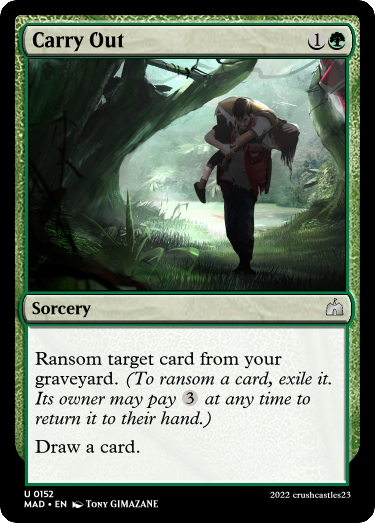 Carry Out 1
Sorcery
Ransom target card from your
graveyard. (To ransom a card, exile it.
Its owner may pay 3 at any time to
return it to their hand.)
Draw a card.
U 0152
MAD • EN Tony GIMAZANE
2022 crushcastles23